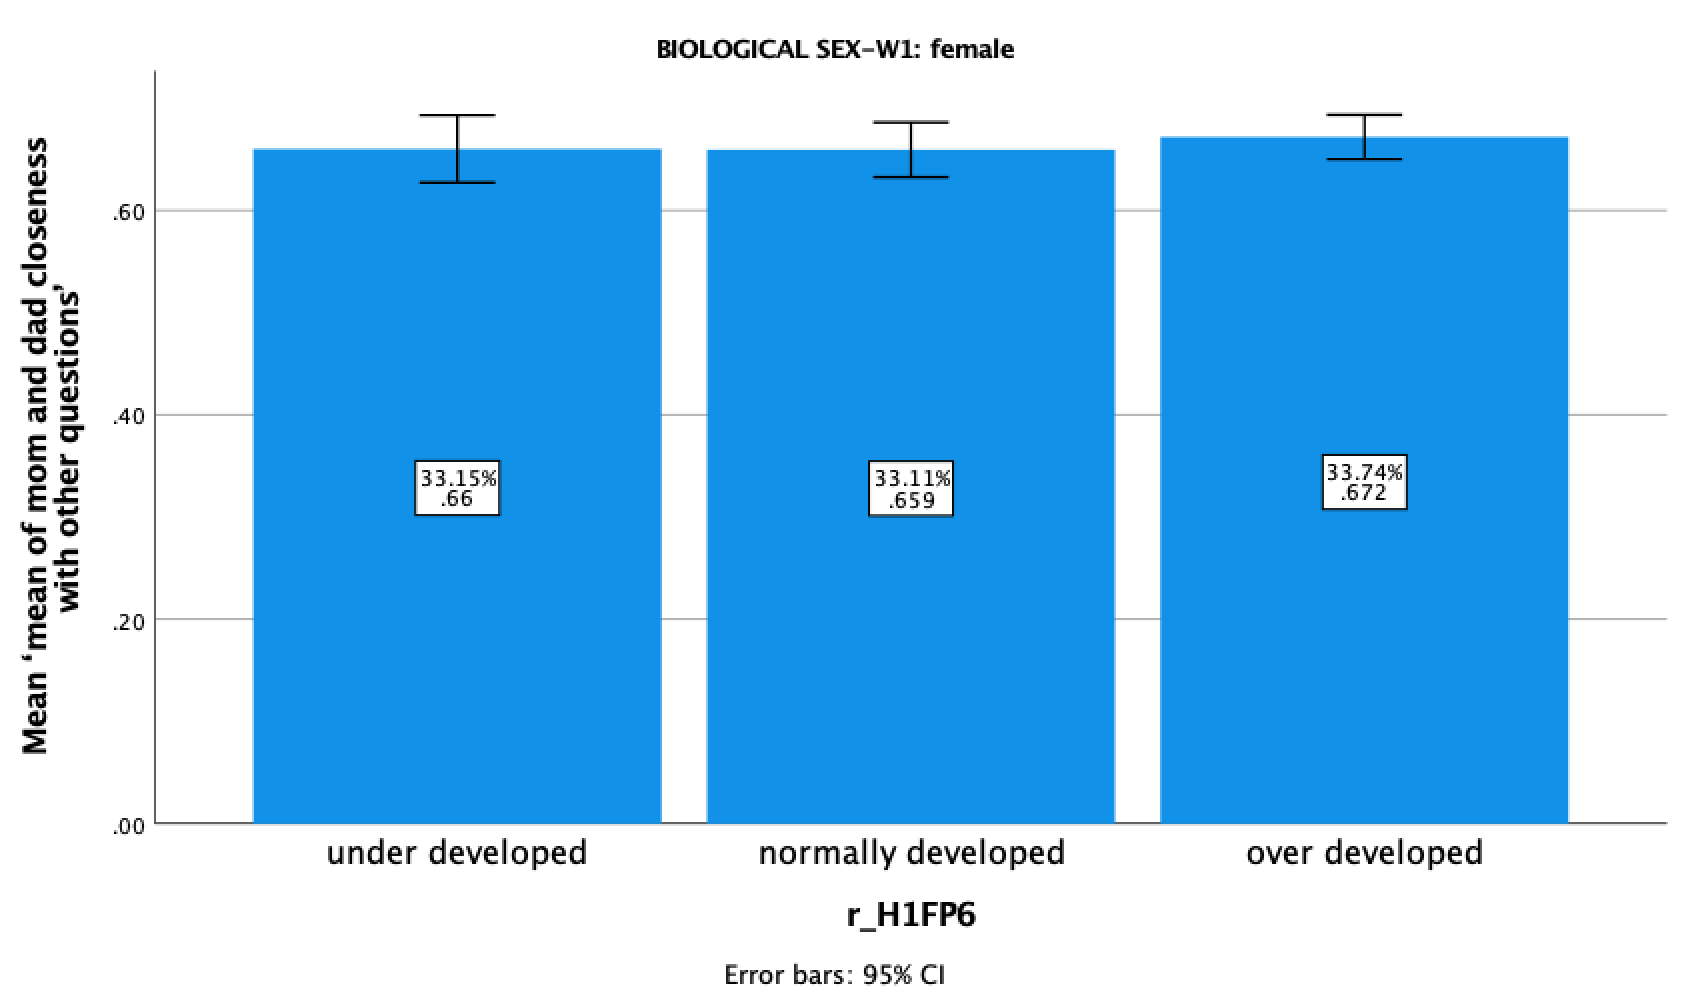 BIOLOGICAL SEX-W1: female
Mean ‘mean of mom and dad closeness
with other questions’
.60
.40
.20
.00
33.15%
.66
33.11%
.659
33.74%
.672
under developed
normally developed
over developed
r_H1FP6
Error bars: 95% CI